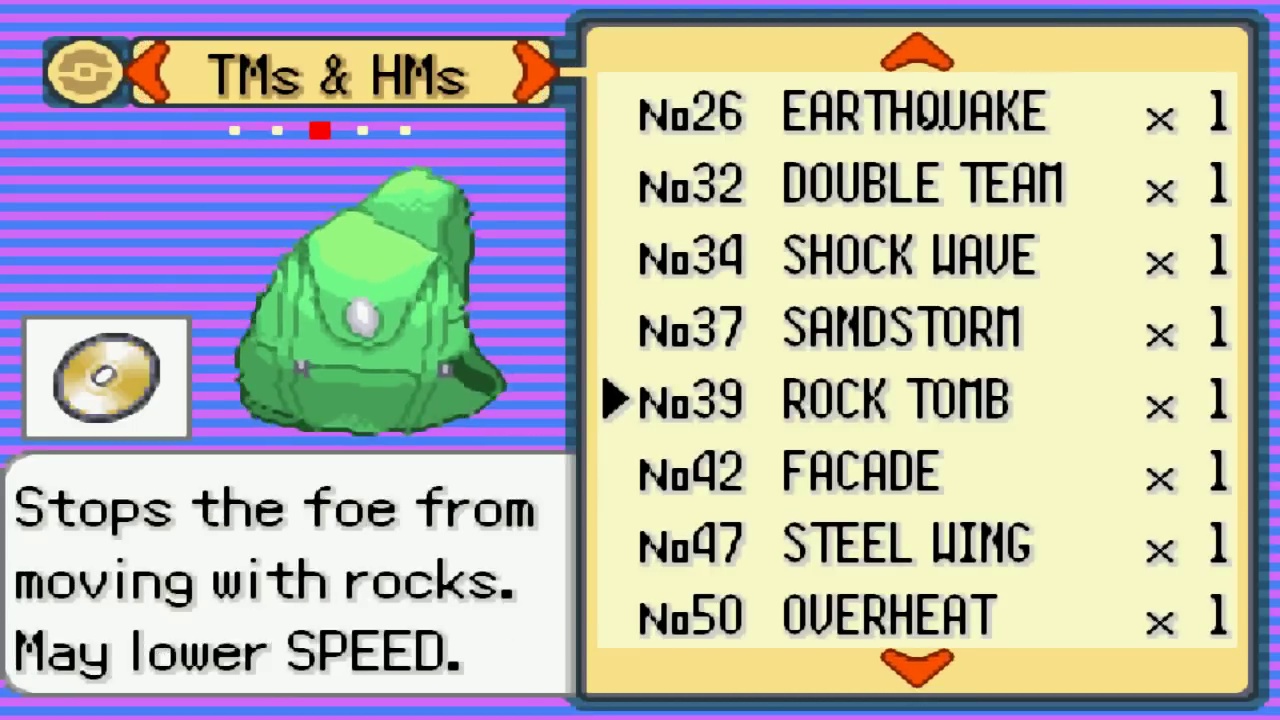 TMs & HMs
No26 EARTHQUAKE × 1
No32 DOUBLE TEAM × 1
No34 SHOCK WAVE × 1
No37 SANDSTORM × 1
No39 ROCK TOMB × 1
No42 FACADE × 1
No47 STEEL WING × 1
No50 OVERHEAT × 1
Stops the foe from
moving with rocks.
May lower SPEED.